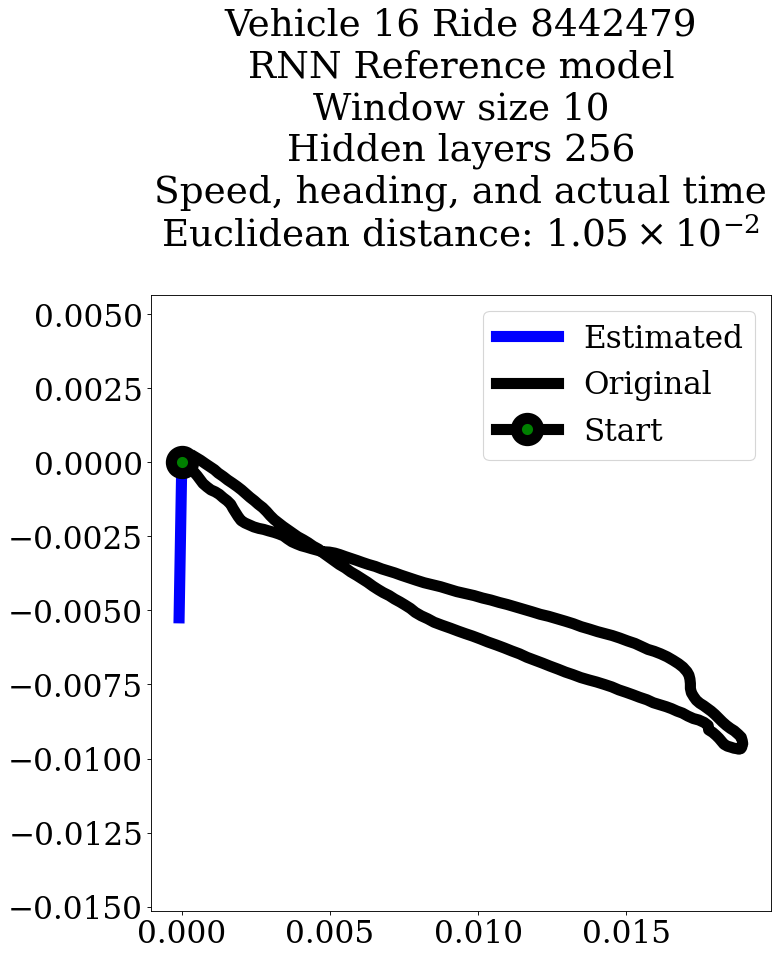 Vehicle 16 Ride 8442479
RNN Reference model
Window size 10
Hidden layers 256
Speed, heading, and actual time
Euclidean distance: 1.05 × 10⁻²
Estimated
Original
Start
0.0050
0.0025
0.0000
−0.0025
−0.0050
−0.0075
−0.0100
−0.0125
−0.0150
0.000
0.005
0.010
0.015